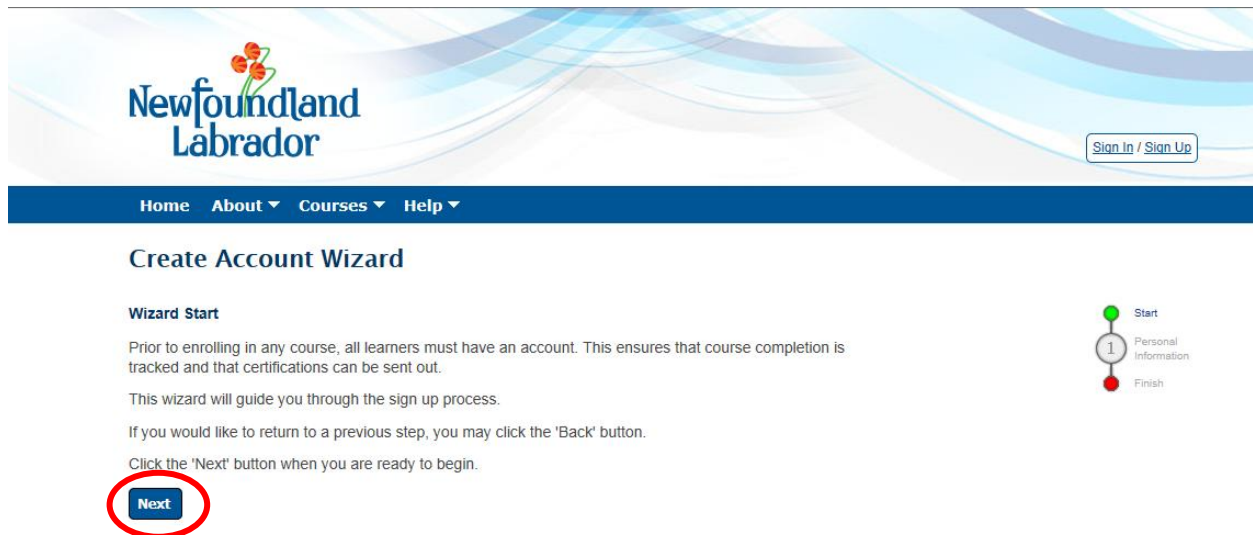 Newfoundland
Labrador
Sign In / Sign Up
Home About Courses Help
Create Account Wizard
Wizard Start
Prior to enrolling in any course, all learners must have an account. This ensures that course completion is
tracked and that certifications can be sent out.
This wizard will guide you through the sign up process.
If you would like to return to a previous step, you may click the 'Back' button.
Click the 'Next' button when you are ready to begin.
Next
Start
1
Personal
Information
Finish